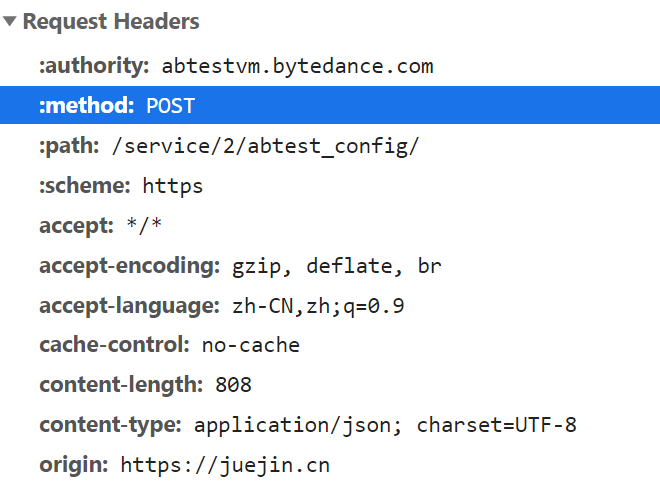 Request Headers
:authority: abtestvm.bytedance.com
:method: POST
:path: /service/2/abtest_config/
:scheme: https
accept: */*
accept-encoding: gzip, deflate, br
accept-language: zh-CN,zh;q=0.9
cache-control: no-cache
content-length: 808
content-type: application/json; charset=UTF-8
origin: https://juejin.cn